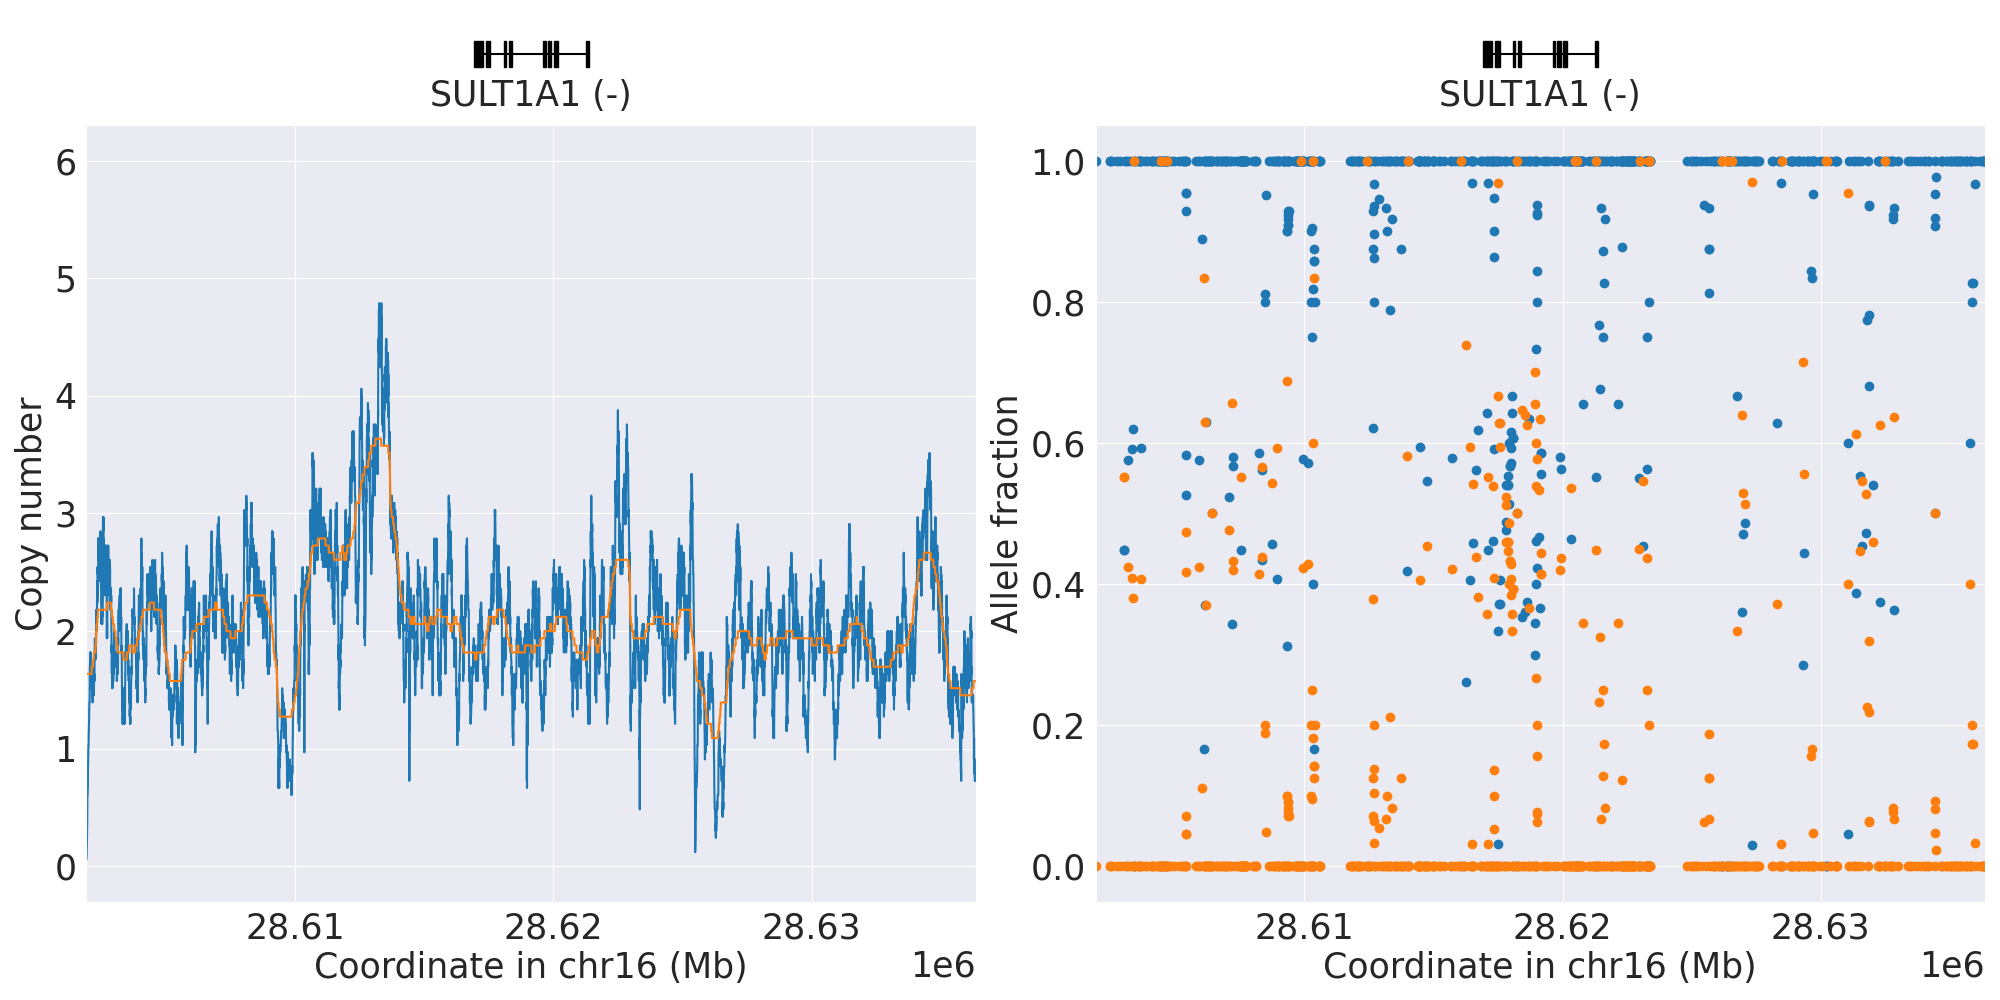 SULT1A1 (-)
6
5
4
3
2
1
0
Copy number
28.61
28.62
28.63
Coordinate in chr16 (Mb)
1e6
SULT1A1 (-)
1.0
0.8
0.6
0.4
0.2
0.0
Allele fraction
28.61
28.62
28.63
Coordinate in chr16 (Mb)
1e6